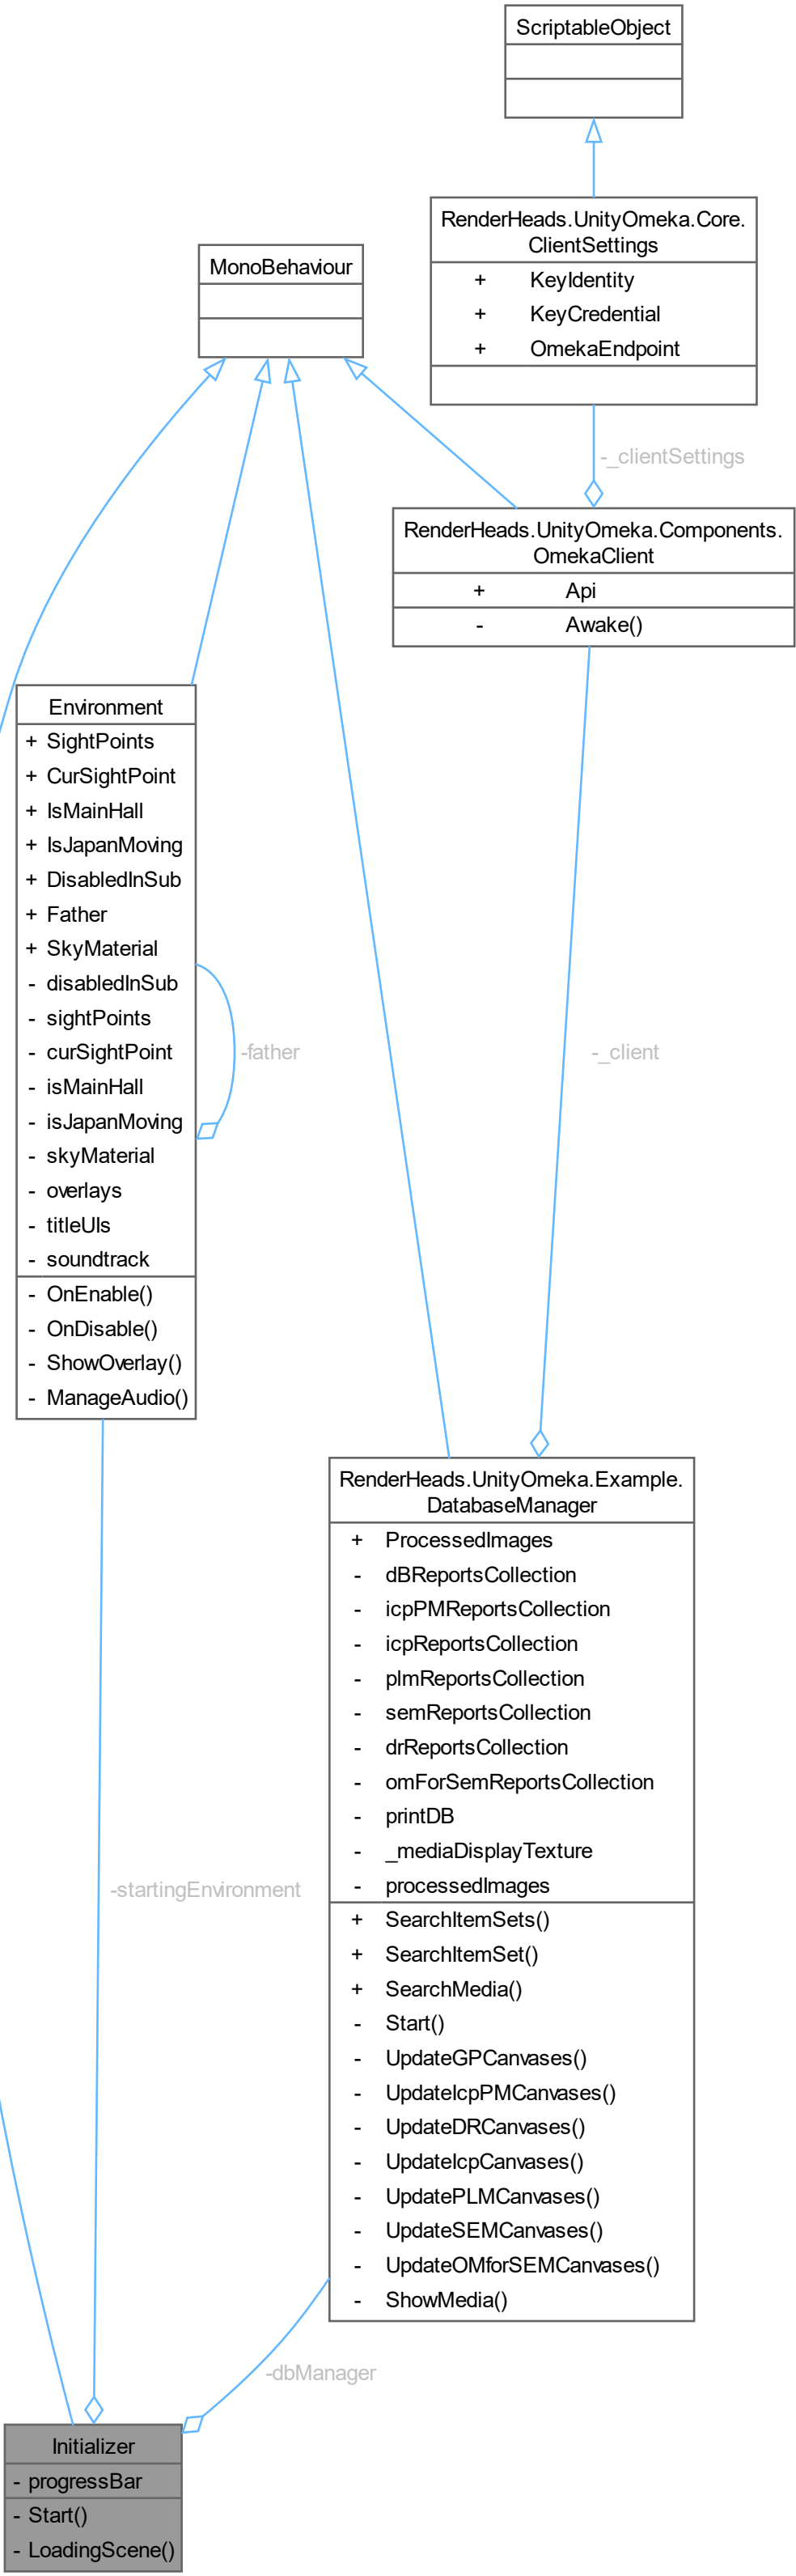 ScriptableObject
RenderHeads.UnityOmeka.Core.
ClientSettings
+ KeyIdentity
+ KeyCredential
+ OmekaEndpoint
MonoBehaviour
-_clientSettings
RenderHeads.UnityOmeka.Components.
OmekaClient
+ Api
- Awake()
Environment
+ SightPoints
+ CurSightPoint
+ IsMainHall
+ IsJapanMoving
+ DisabledInSub
+ Father
+ SkyMaterial
- disabledInSub
- sightPoints
- curSightPoint
- isMainHall
- isJapanMoving
- skyMaterial
- overlays
- titleUIs
- soundtrack
- OnEnable()
- OnDisable()
- ShowOverlay()
- ManageAudio()
-father
-_client
RenderHeads.UnityOmeka.Example.
DatabaseManager
+ ProcessedImages
- dBReportsCollection
- icpPMReportsCollection
- icpReportsCollection
- plmReportsCollection
- semReportsCollection
- drReportsCollection
- omForSemReportsCollection
- printDB
- _mediaDisplayTexture
- processedImages
+ SearchItemSets()
+ SearchItemSet()
+ SearchMedia()
- Start()
- UpdateGPCanvases()
- UpdateIcpPMCanvases()
- UpdateDRCanvases()
- UpdateIcpCanvases()
- UpdatePLMCanvases()
- UpdateSEMCanvases()
- UpdateOMforSEMCanvases()
- ShowMedia()
-startingEnvironment
-dbManager
Initializer
- progressBar
- Start()
- LoadingScene()